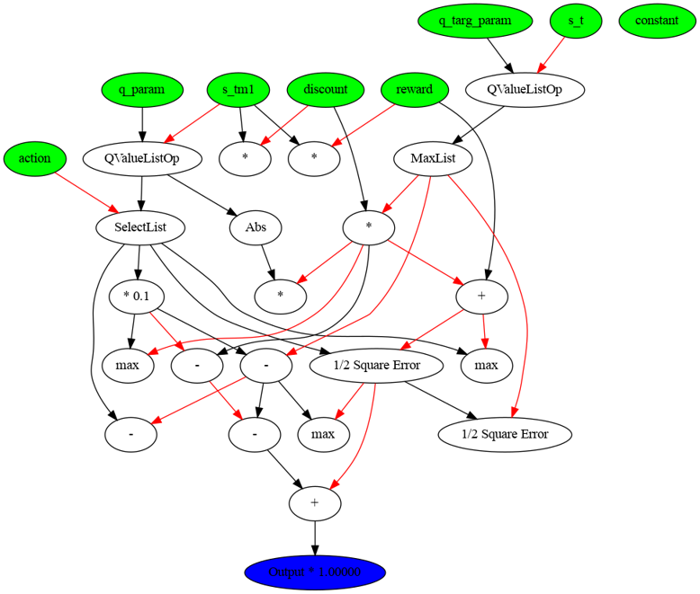 q_targ_param
s_t
constant
q_param
s_tm1
discount
reward
QValueListOp
action
QValueListOp
*
*
MaxList
SelectList
Abs
*
* 0.1
*
+
max
-
-
1/2 Square Error
max
-
-
max
1/2 Square Error
+
Output * 1.00000